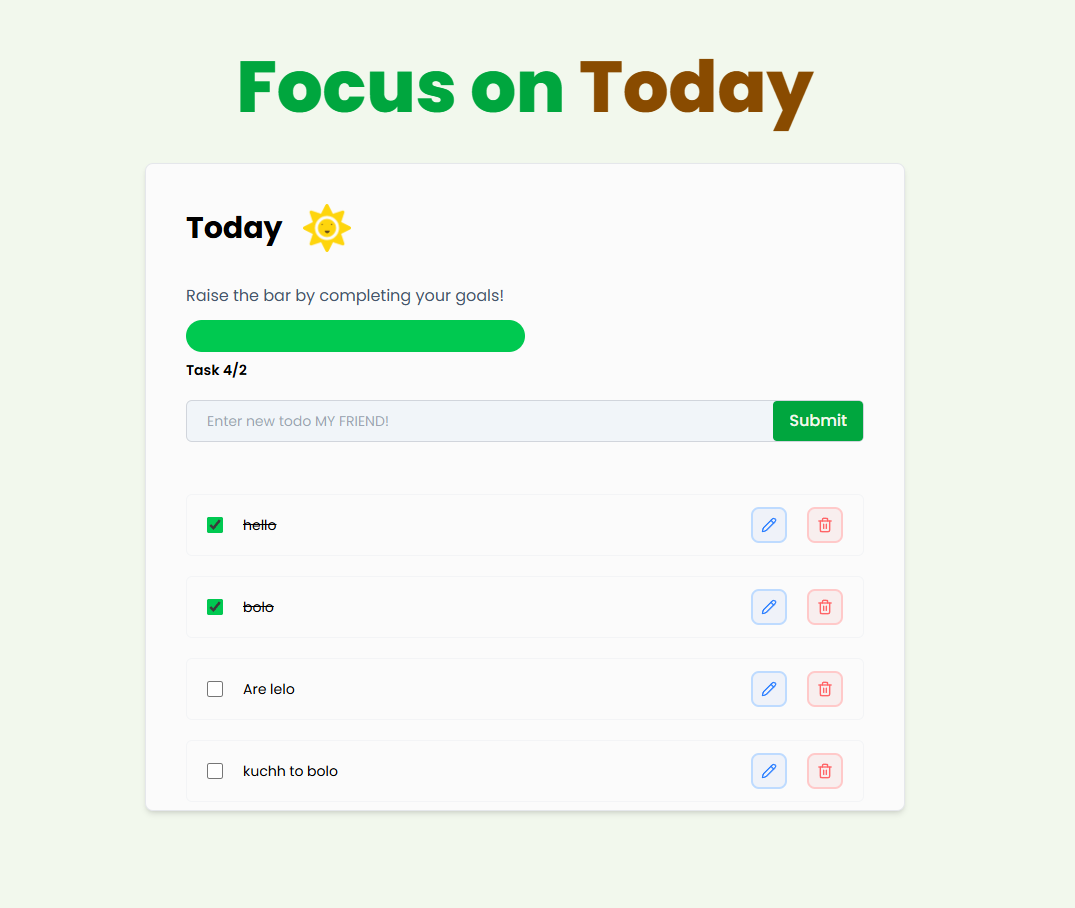 Focus on Today
Today
Raise the bar by completing your goals!
Task 4/2
Enter new todo MY FRIEND!
Submit
hello
bolo
Are lelo
kuchh to bolo